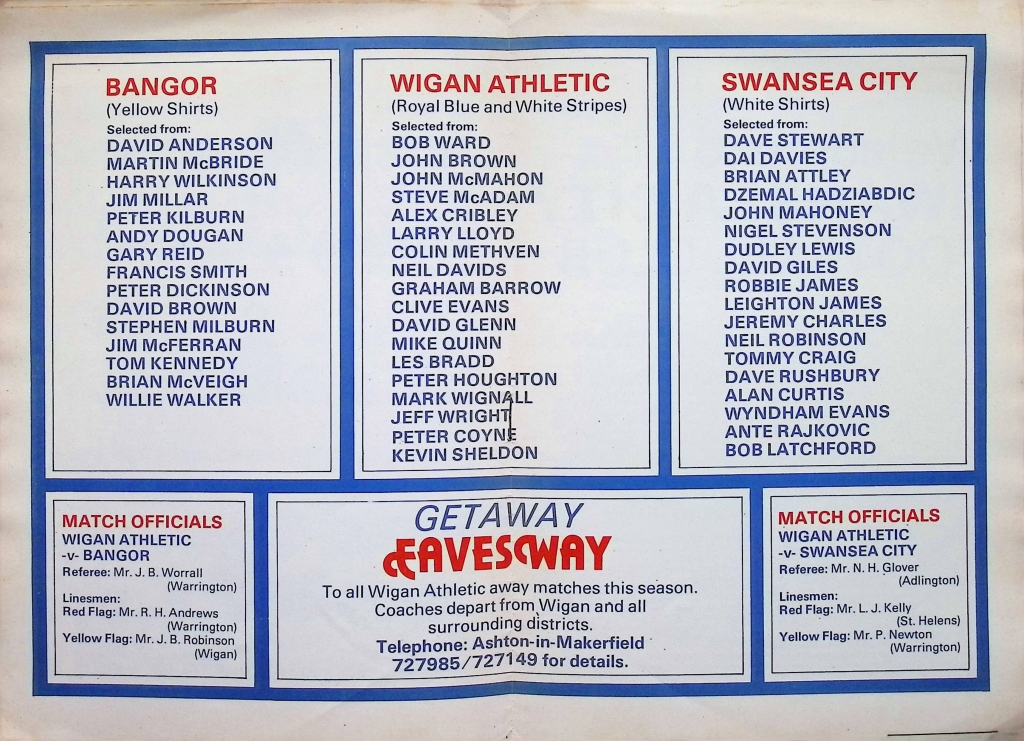 BANGOR
(Yellow Shirts)
Selected from:
DAVID ANDERSON
MARTIN McBRIDE
HARRY WILKINSON
JIM MILLAR
PETER KILBURN
ANDY DOUGAN
GARY REID
FRANCIS SMITH
PETER DICKINSON
DAVID BROWN
STEPHEN MILBURN
JIM McFERRAN
TOM KENNEDY
BRIAN McVEIGH
WILLIE WALKER
WIGAN ATHLETIC
(Royal Blue and White Stripes)
Selected from:
BOB WARD
JOHN BROWN
JOHN McMAHON
STEVE McADAM
ALEX CRIBLEY
LARRY LLOYD
COLIN METHVEN
NEIL DAVIDS
GRAHAM BARROW
CLIVE EVANS
DAVID GLENN
MIKE QUINN
LES BRADD
PETER HOUGHTON
MARK WIGNALL
JEFF WRIGHT
PETER COYNE
KEVIN SHELDON
SWANSEA CITY
(White Shirts)
Selected from:
DAVE STEWART
DAI DAVIES
BRIAN ATTLEY
DZEMAL HADZIABDIC
JOHN MAHONEY
NIGEL STEVENSON
DUDLEY LEWIS
DAVID GILES
ROBBIE JAMES
LEIGHTON JAMES
JEREMY CHARLES
NEIL ROBINSON
TOMMY CRAIG
DAVE RUSHBURY
ALAN CURTIS
WYNDHAM EVANS
ANTE RAJKOVIC
BOB LATCHFORD
MATCH OFFICIALS
WIGAN ATHLETIC
-v- BANGOR
Referee: Mr. J. B. Worrall
(Warrington)
Linesmen:
Red Flag: Mr. R. H. Andrews
(Warrington)
Yellow Flag: Mr. J. B. Robinson
(Wigan)
GETAWAY
EAVESWAY
To all Wigan Athletic away matches this season.
Coaches depart from Wigan and all
surrounding districts.
Telephone: Ashton-in-Makerfield
727985/727149 for details.
MATCH OFFICIALS
WIGAN ATHLETIC
-v- SWANSEA CITY
Referee: Mr. N. H. Glover
(Adlington)
Linesmen:
Red Flag: Mr. L. J. Kelly
(St. Helens)
Yellow Flag: Mr. P. Newton
(Warrington)